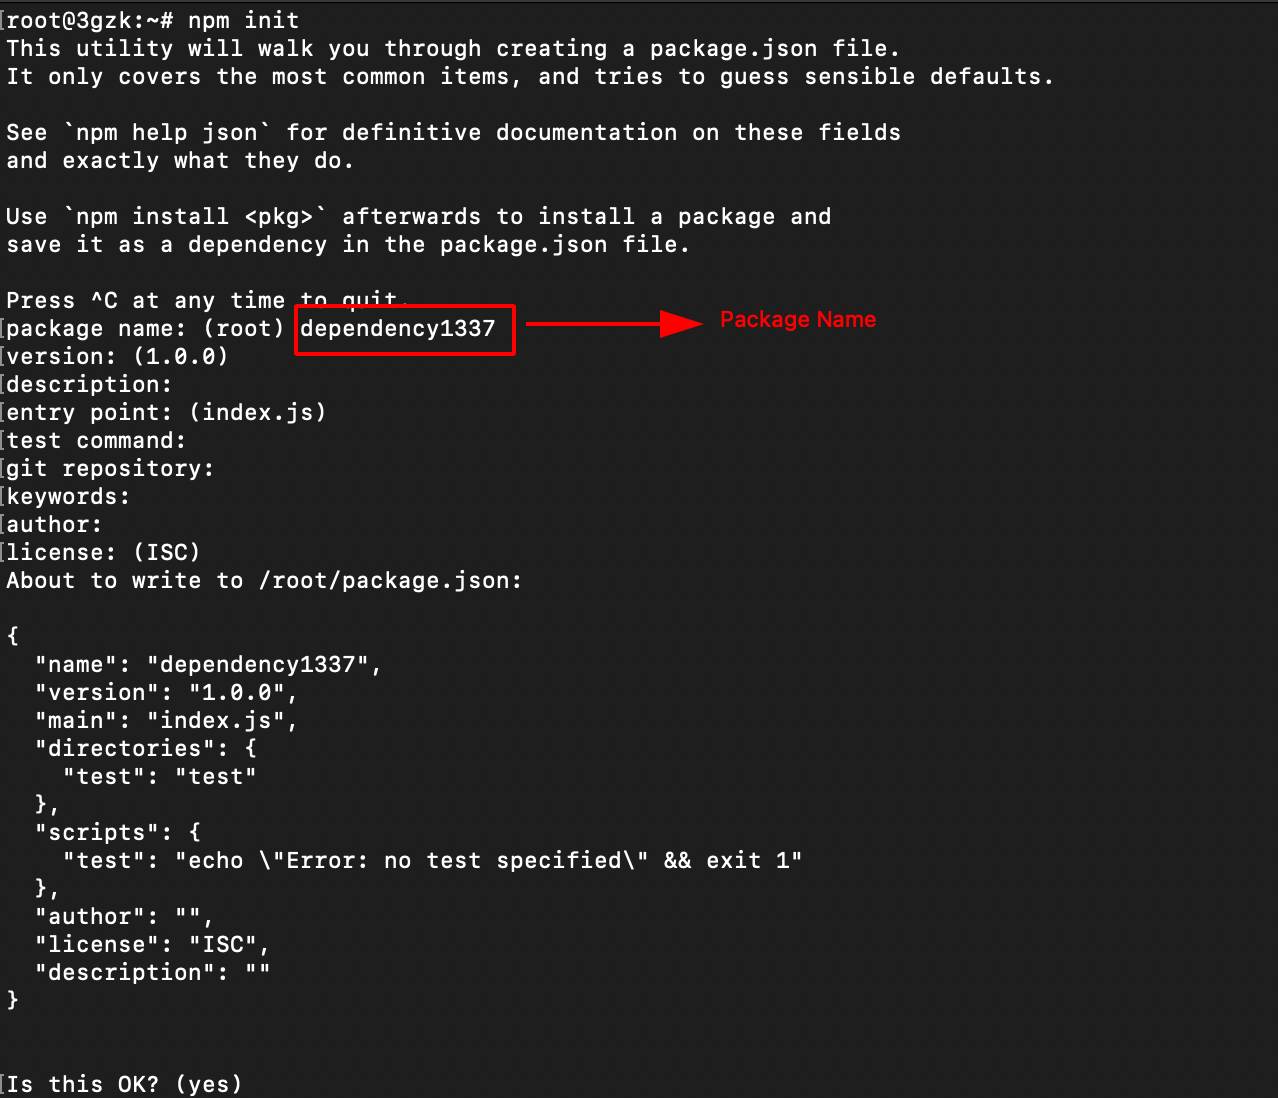 root@3gzk:~# npm init
This utility will walk you through creating a package.json file.
It only covers the most common items, and tries to guess sensible defaults.
See `npm help json` for definitive documentation on these fields
and exactly what they do.
Use `npm install <pkg>` afterwards to install a package and
save it as a dependency in the package.json file.
Press ^C at any time to quit.
package name: (root) dependency1337
Package Name
version: (1.0.0)
description:
entry point: (index.js)
test command:
git repository:
keywords:
author:
license: (ISC)
About to write to /root/package.json:
{
  "name": "dependency1337",
  "version": "1.0.0",
  "main": "index.js",
  "directories": {
    "test": "test"
  },
  "scripts": {
    "test": "echo \"Error: no test specified\" && exit 1"
  },
  "author": "",
  "license": "ISC",
  "description": ""
}
Is this OK? (yes)